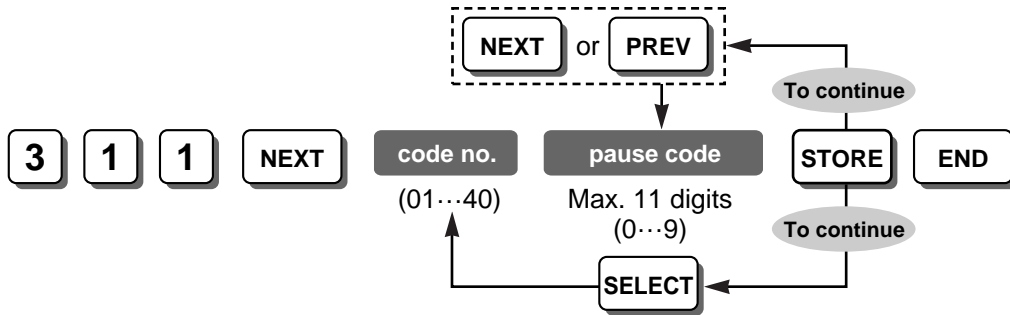 NEXT or PREV
To continue
3 1 1 NEXT code no. pause code STORE END
(01···40) Max. 11 digits
(0···9)
To continue
SELECT